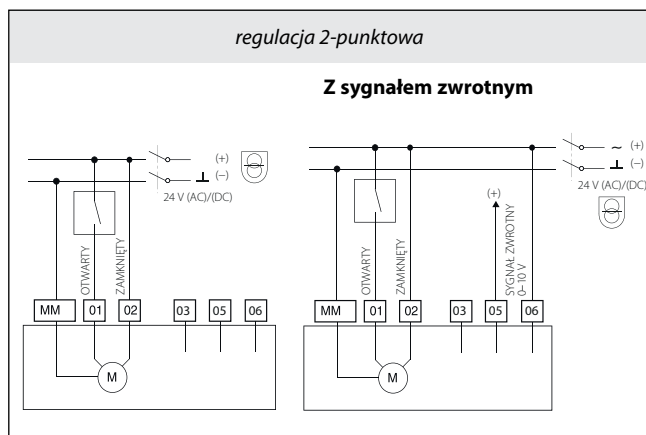 regulacja 2-punktowa
Z sygnałem zwrotnym
(+)
(−)
24 V (AC)/(DC)
OTWARTY
ZAMKNIĘTY
MM 01 02 03 05 06
M
~ (+)
(−)
24 V (AC)/(DC)
(+)
OTWARTY
ZAMKNIĘTY
SYGNAŁ ZWROTNY
0–10 V
MM 01 02 03 05 06
M